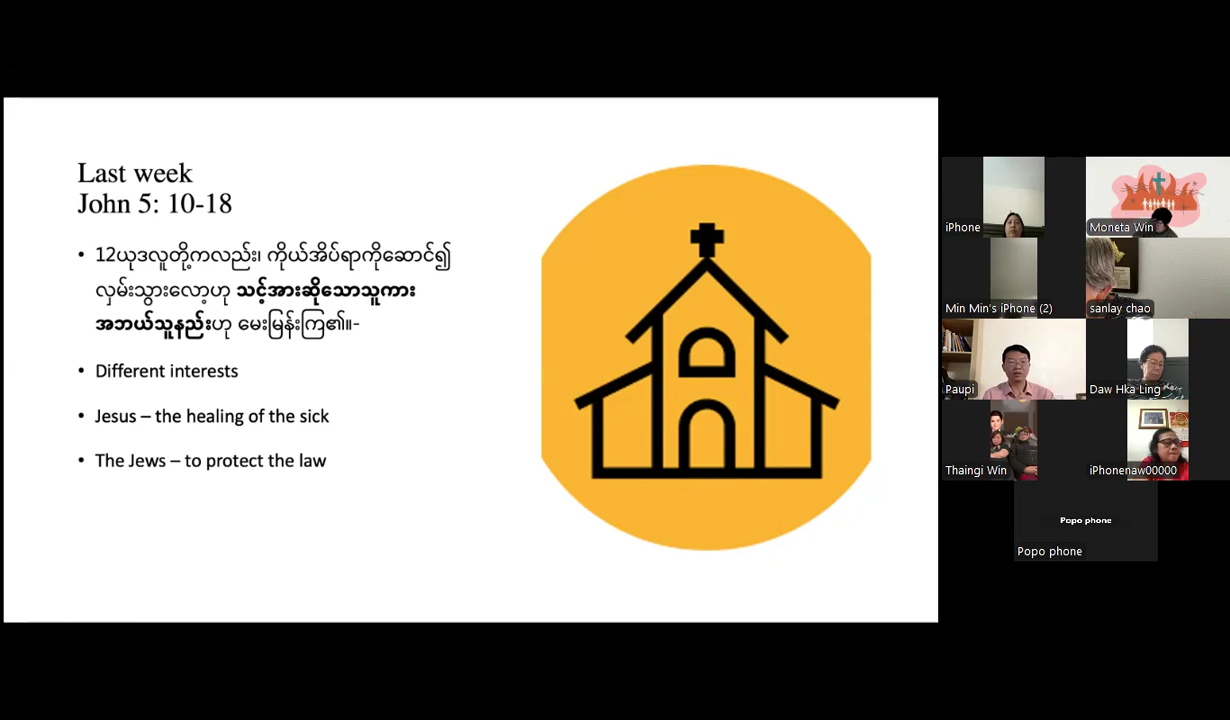 Last week
John 5: 10-18
• 12ယုဒလူတို့ကလည်း၊ ကိုယ်အိပ်ရာကိုဆောင်၍
လှမ်းသွားလော့ဟု သင့်အားဆိုသောသူကား
အဘယ်သူနည်းဟု မေးမြန်းကြ၏။-
• Different interests
• Jesus – the healing of the sick
• The Jews – to protect the law
iPhone
Moneta Win
Min Min's iPhone (2)
sanlay chao
Paupi
Daw Hka Ling
Thaingi Win
iPhonenaw00000
Popo phone
Popo phone